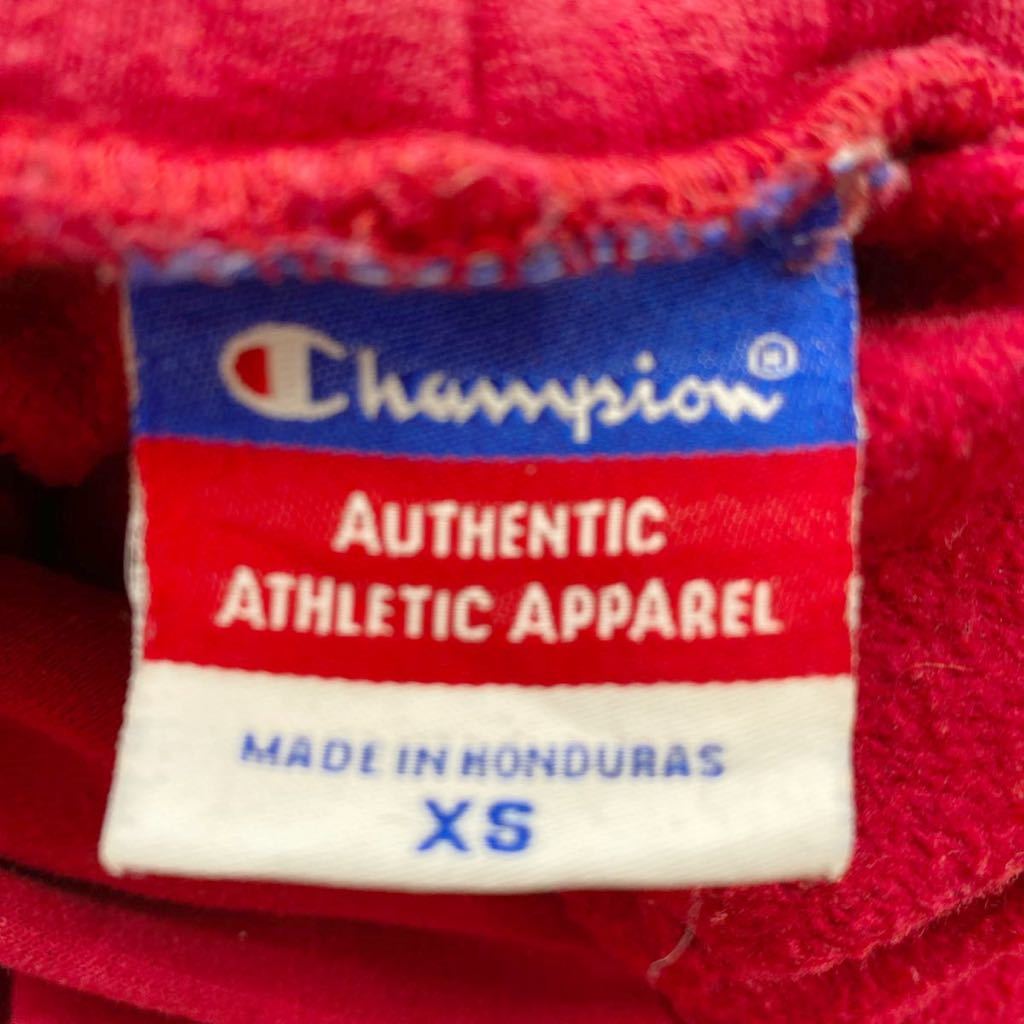 Champion®
AUTHENTIC
ATHLETIC APPAREL
MADE IN HONDURAS
XS